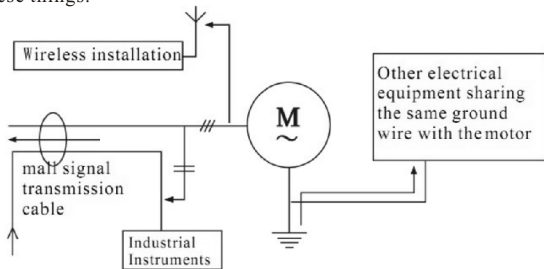 ese things.
Wireless installation
M
~
Other electrical
equipment sharing
the same ground
wire with the motor
mall signal
transmission
cable
Industrial
Instruments